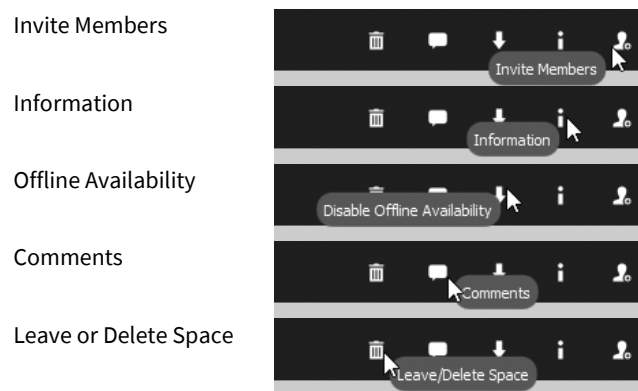 Invite Members
Invite Members
Information
Information
Offline Availability
Disable Offline Availability
Comments
Comments
Leave or Delete Space
Leave/Delete Space